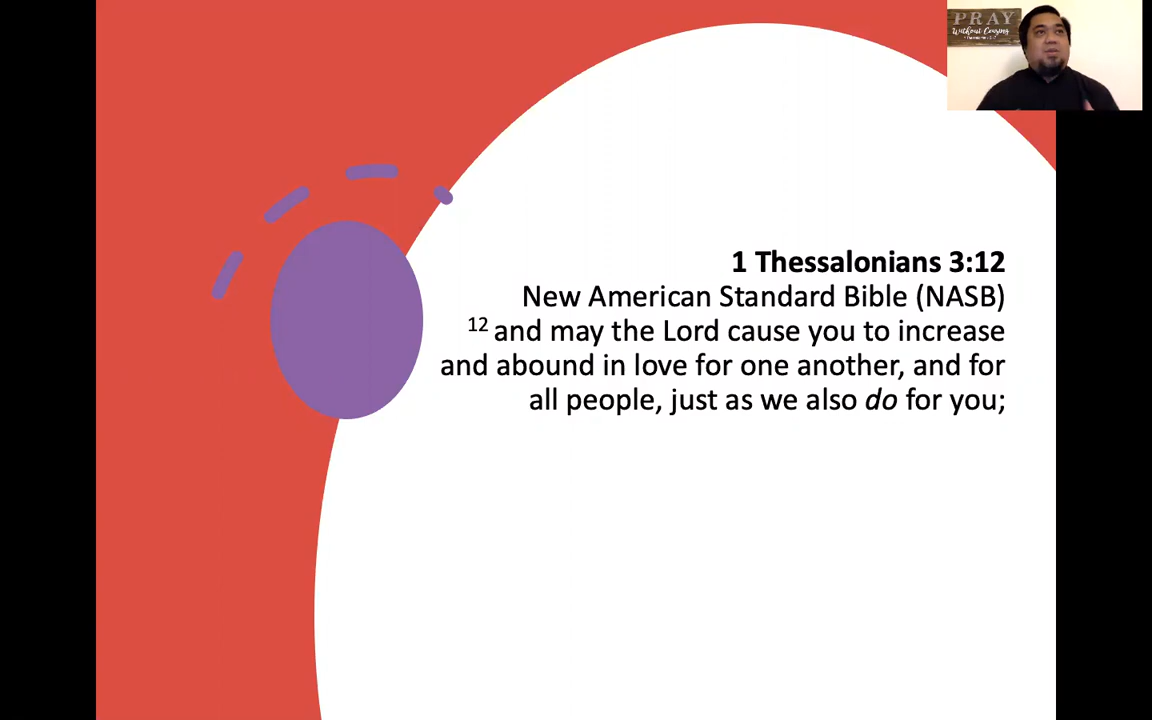 PRAY
Without Ceasing
1 Thessalonians 3:12
New American Standard Bible (NASB)
12 and may the Lord cause you to increase
and abound in love for one another, and for
all people, just as we also do for you;